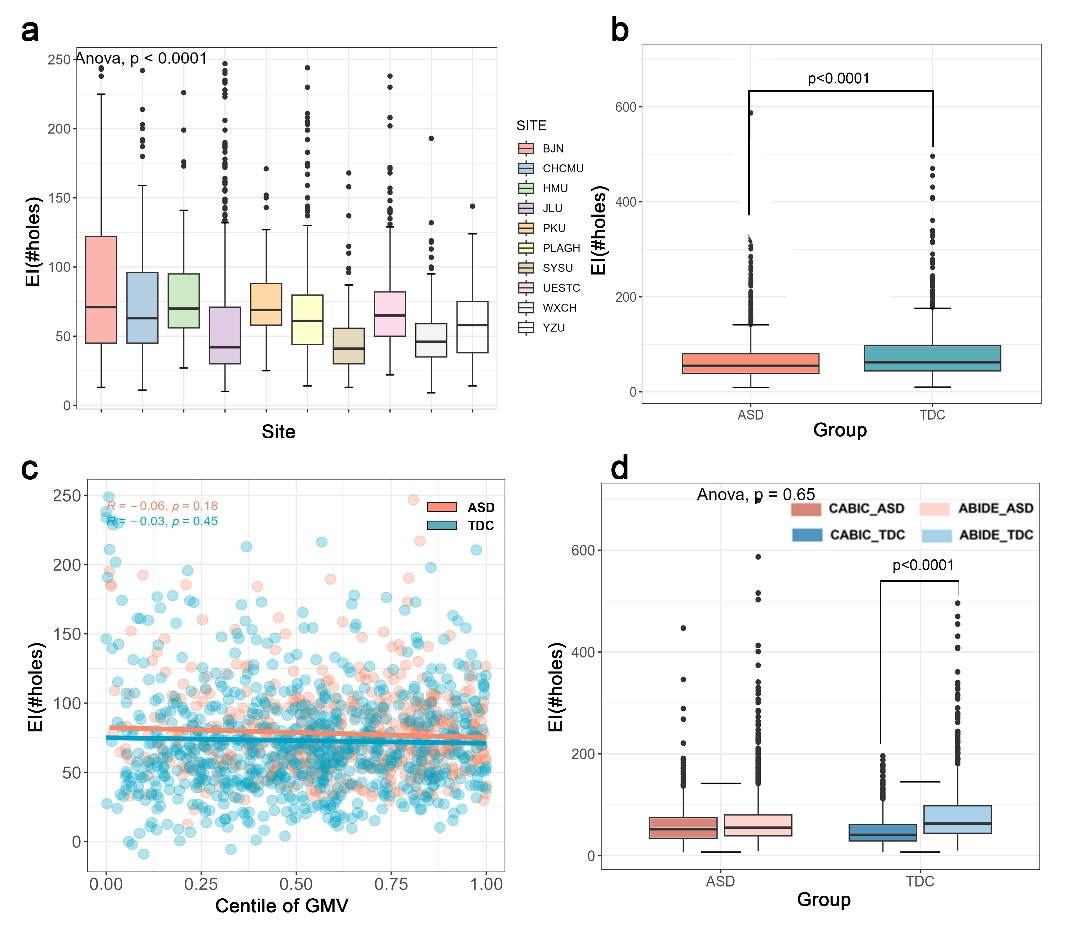 a
Anova, p < 0.0001
250
200
150
100
50
0
EI(#holes)
Site
SITE
BJN
CHCMU
HMU
JLU
PKU
PLAGH
SYSU
UESTC
WXCH
YZU
b
p<0.0001
600
400
200
0
EI(#holes)
ASD
TDC
Group
c
R = −0.06, p = 0.18
R = −0.03, p = 0.45
ASD
TDC
250
200
150
100
50
0
EI(#holes)
0.00
0.25
0.50
0.75
1.00
Centile of GMV
d
Anova, p = 0.65
CABIC_ASD
ABIDE_ASD
CABIC_TDC
ABIDE_TDC
p<0.0001
600
400
200
0
EI(#holes)
ASD
TDC
Group